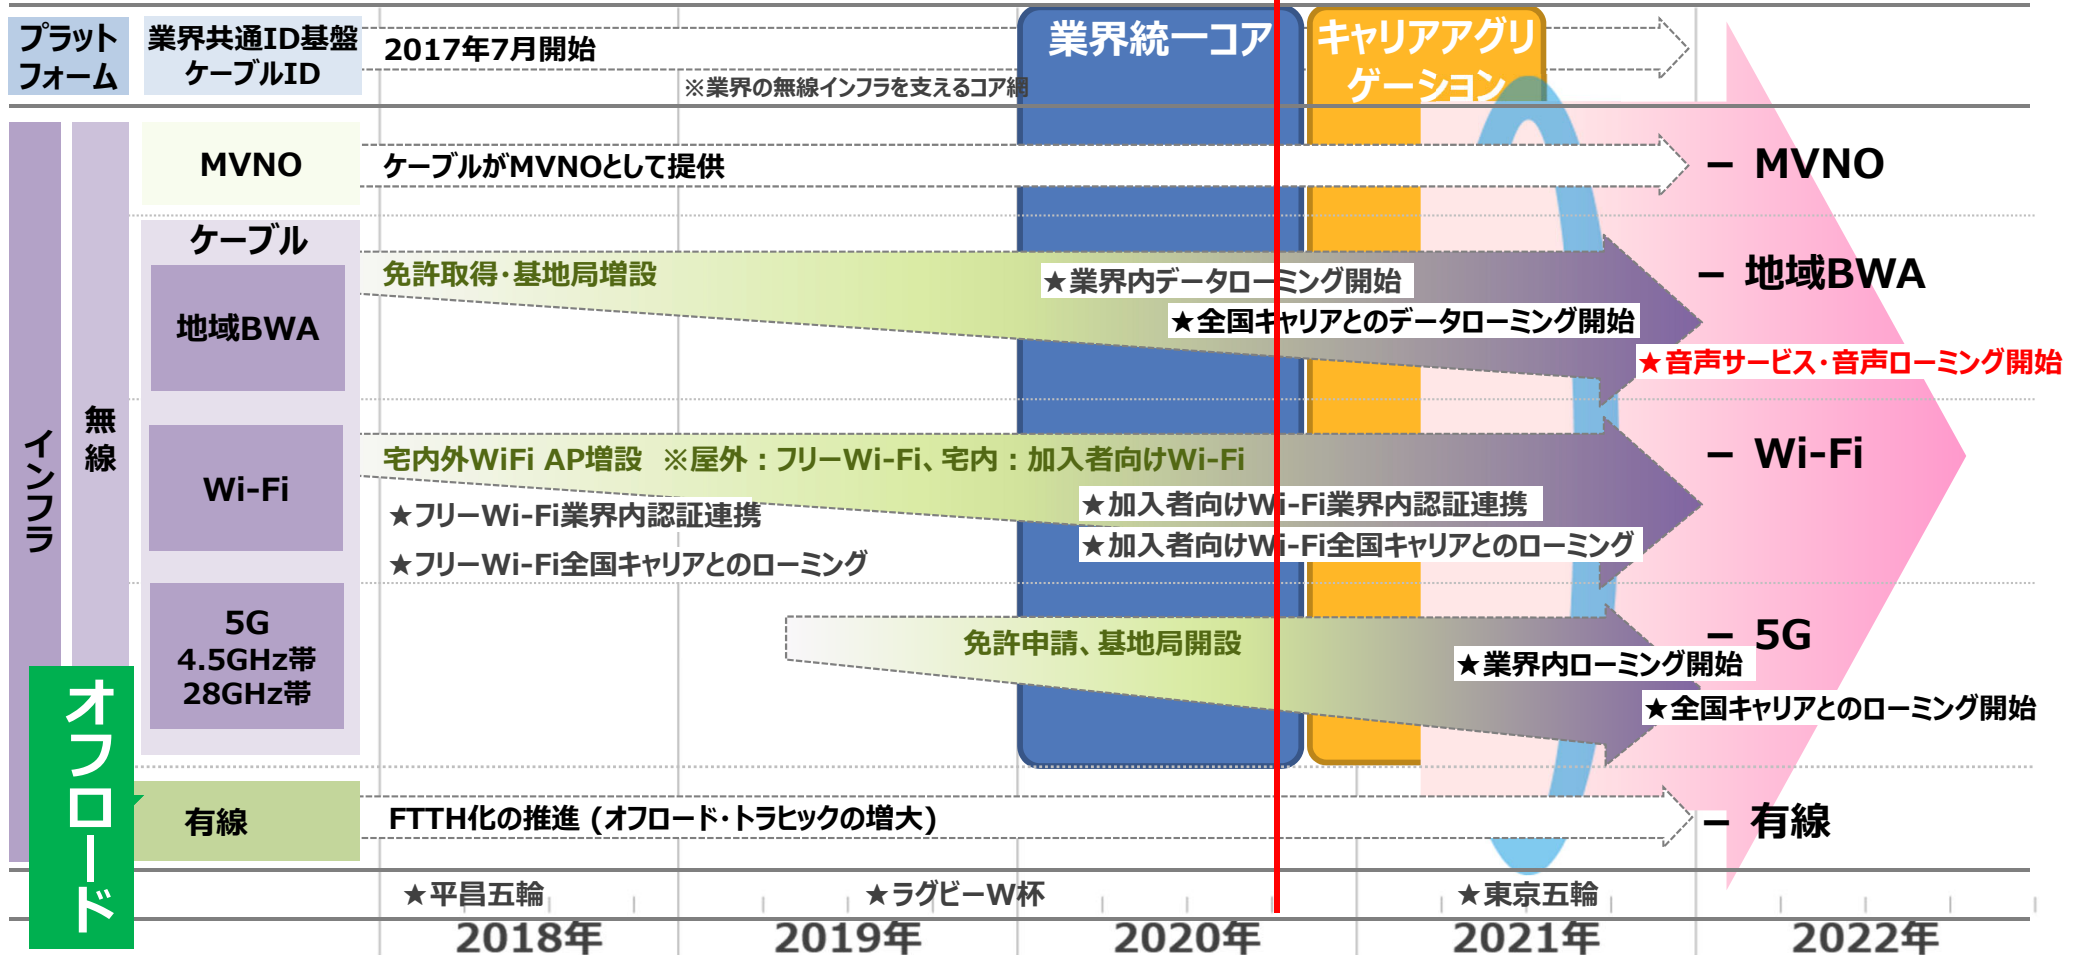 プラット
フォーム
業界共通ID基盤
ケーブルID
2017年7月開始
※業界の無線インフラを支えるコア網
業界統一コア
キャリアアグリ
ゲーション
インフラ
無線
MVNO
ケーブルがMVNOとして提供
− MVNO
ケーブル
地域BWA
免許取得・基地局増設
★業界内データローミング開始
★全国キャリアとのデータローミング開始
− 地域BWA
★音声サービス・音声ローミング開始
Wi-Fi
宅内外WiFi AP増設 ※屋外：フリーWi-Fi、宅内：加入者向けWi-Fi
★フリーWi-Fi業界内認証連携
★フリーWi-Fi全国キャリアとのローミング
★加入者向けWi-Fi業界内認証連携
★加入者向けWi-Fi全国キャリアとのローミング
− Wi-Fi
5G
4.5GHz帯
28GHz帯
免許申請、基地局開設
★業界内ローミング開始
★全国キャリアとのローミング開始
− 5G
オフロード
有線
FTTH化の推進 (オフロード・トラヒックの増大)
− 有線
★平昌五輪
★ラグビーW杯
★東京五輪
2018年
2019年
2020年
2021年
2022年